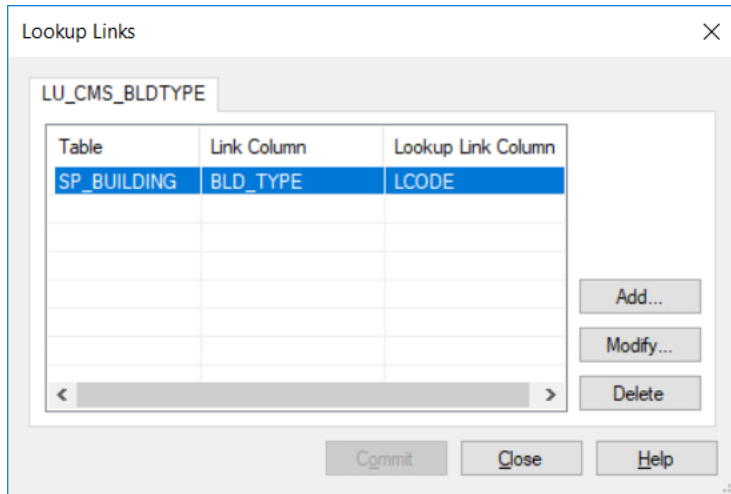 Lookup Links
LU_CMS_BLDTYPE
Table Link Column Lookup Link Column
SP_BUILDING BLD_TYPE LCODE
Add...
Modify...
Delete
Commit Close Help